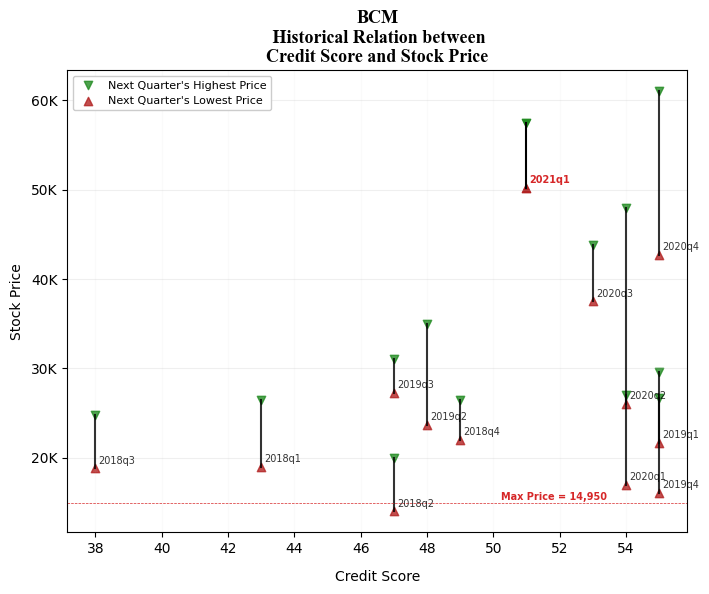 BCM
Historical Relation between
Credit Score and Stock Price
Next Quarter's Highest Price
Next Quarter's Lowest Price
60K
50K
40K
30K
20K
Stock Price
2021q1
2020q4
2020q3
2019q3
2020q2
2019q2
2018q4
2019q1
2018q3
2018q1
2020q1
2019q4
Max Price = 14,950
2018q2
38 40 42 44 46 48 50 52 54
Credit Score